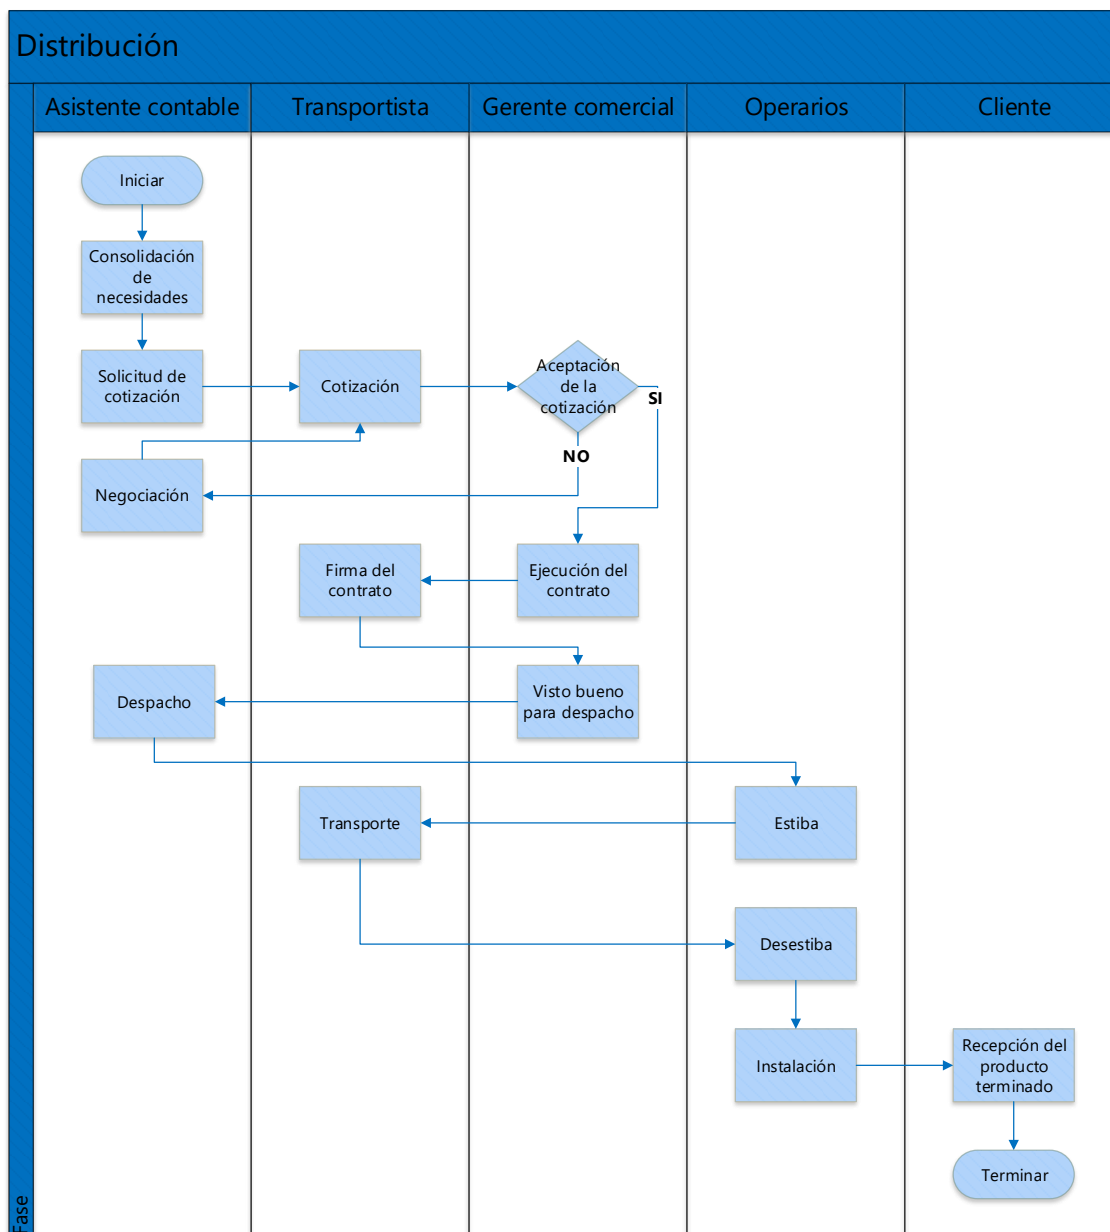 Distribución
Asistente contable
Transportista
Gerente comercial
Operarios
Cliente
Iniciar
Consolidación
de
necesidades
Solicitud de
cotización
Cotización
Aceptación
de la
cotización
SI
NO
Negociación
Firma del
contrato
Ejecución del
contrato
Despacho
Visto bueno
para despacho
Transporte
Estiba
Desestiba
Instalación
Recepción del
producto
terminado
Terminar
Fase